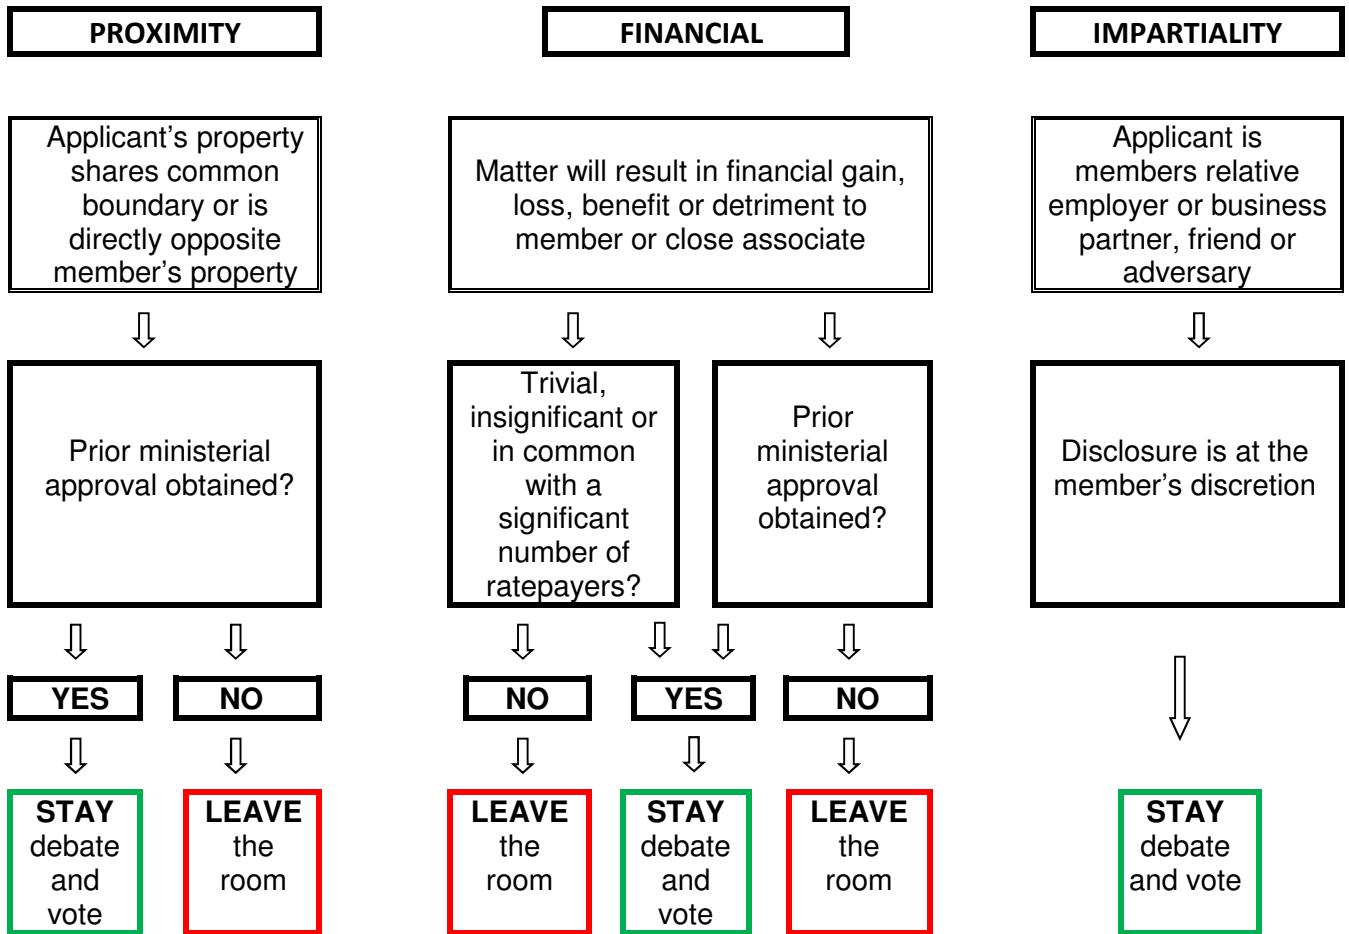 PROXIMITY
FINANCIAL
IMPARTIALITY
Applicant’s property
shares common
boundary or is
directly opposite
member’s property
Matter will result in financial gain,
loss, benefit or detriment to
member or close associate
Applicant is
members relative
employer or business
partner, friend or
adversary
Prior ministerial
approval obtained?
Trivial,
insignificant or
in common
with a
significant
number of
ratepayers?
Prior
ministerial
approval
obtained?
Disclosure is at the
member’s discretion
YES
NO
NO
YES
NO
STAY
debate
and
vote
LEAVE
the
room
LEAVE
the
room
STAY
debate
and
vote
LEAVE
the
room
STAY
debate
and vote